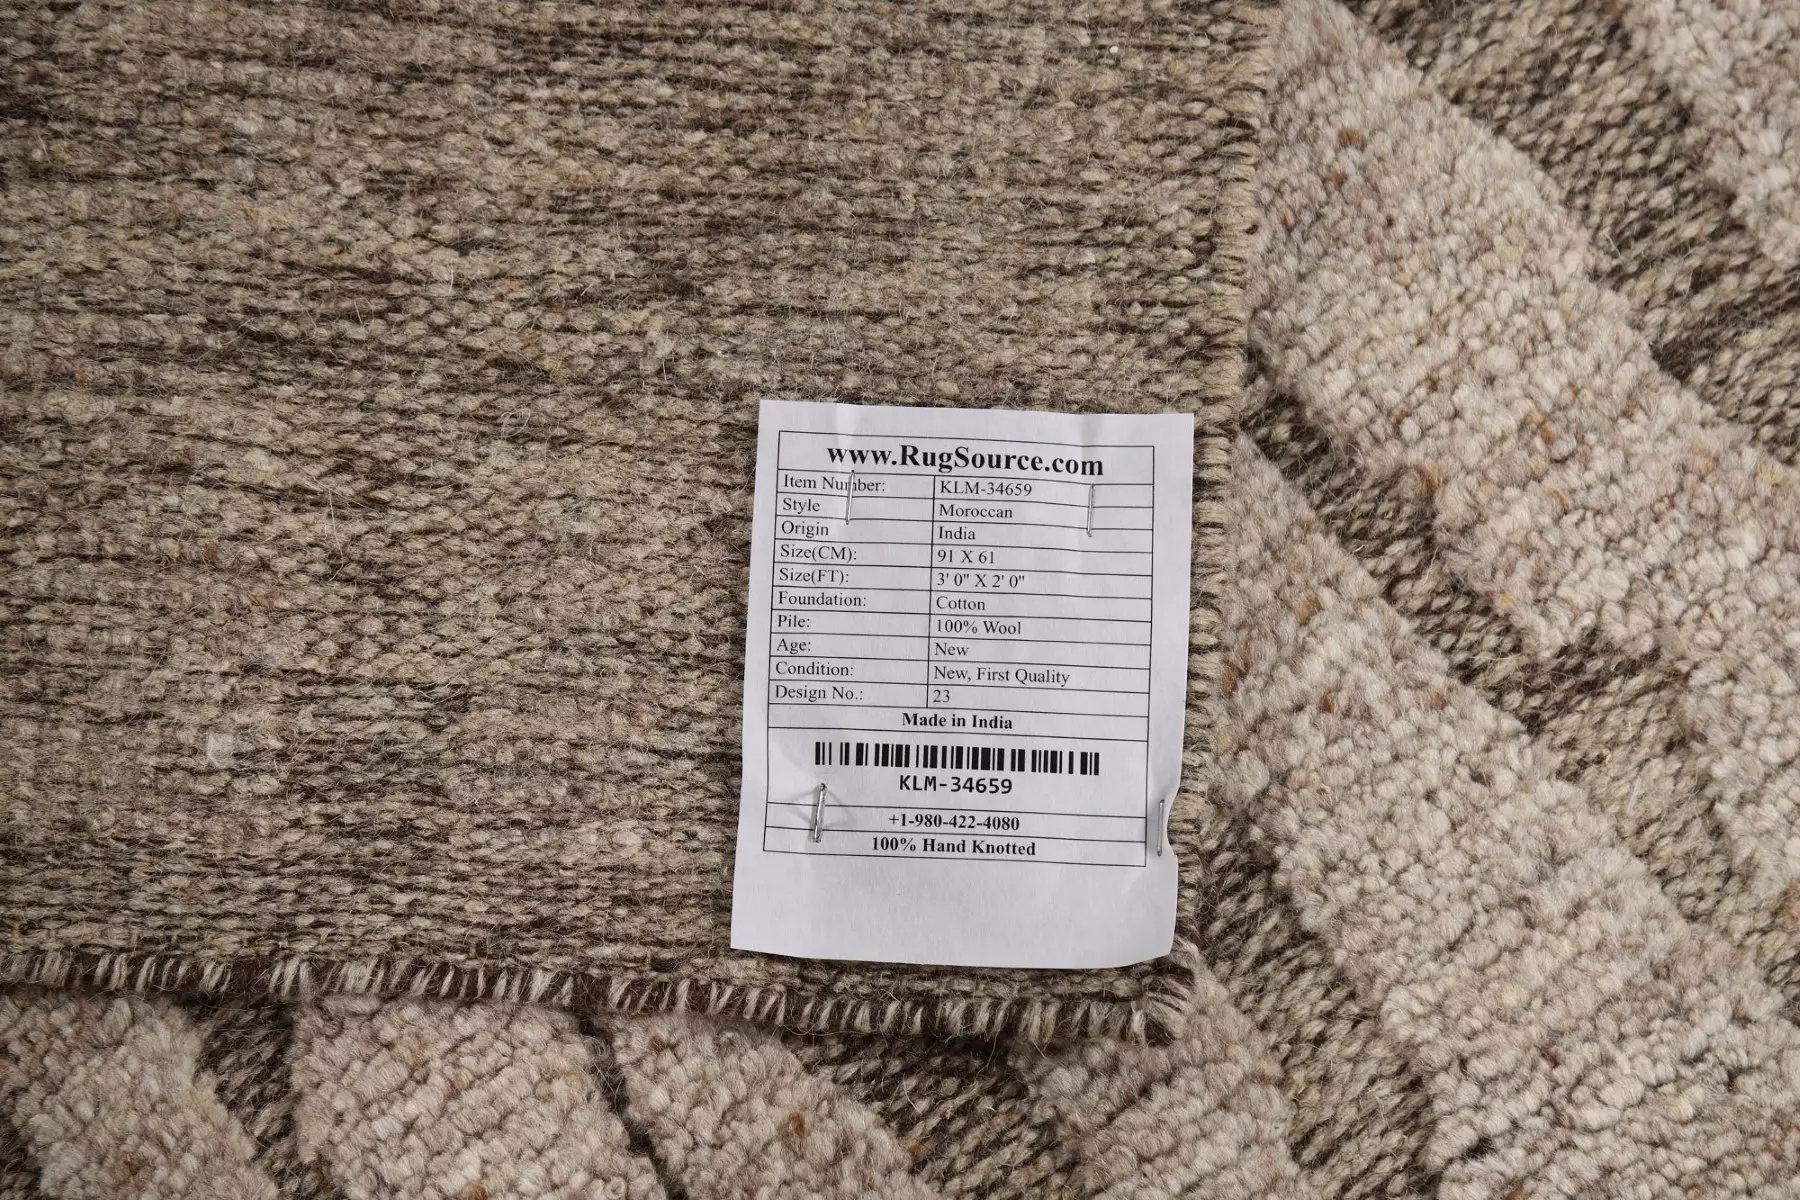 www.RugSource.com
Item Number: KLM-34659
Style Moroccan
Origin India
Size(CM): 91 X 61
Size(FT): 3' 0" X 2' 0"
Foundation: Cotton
Pile: 100% Wool
Age: New
Condition: New, First Quality
Design No.: 23
Made in India
KLM-34659
+1-980-422-4080
100% Hand Knotted